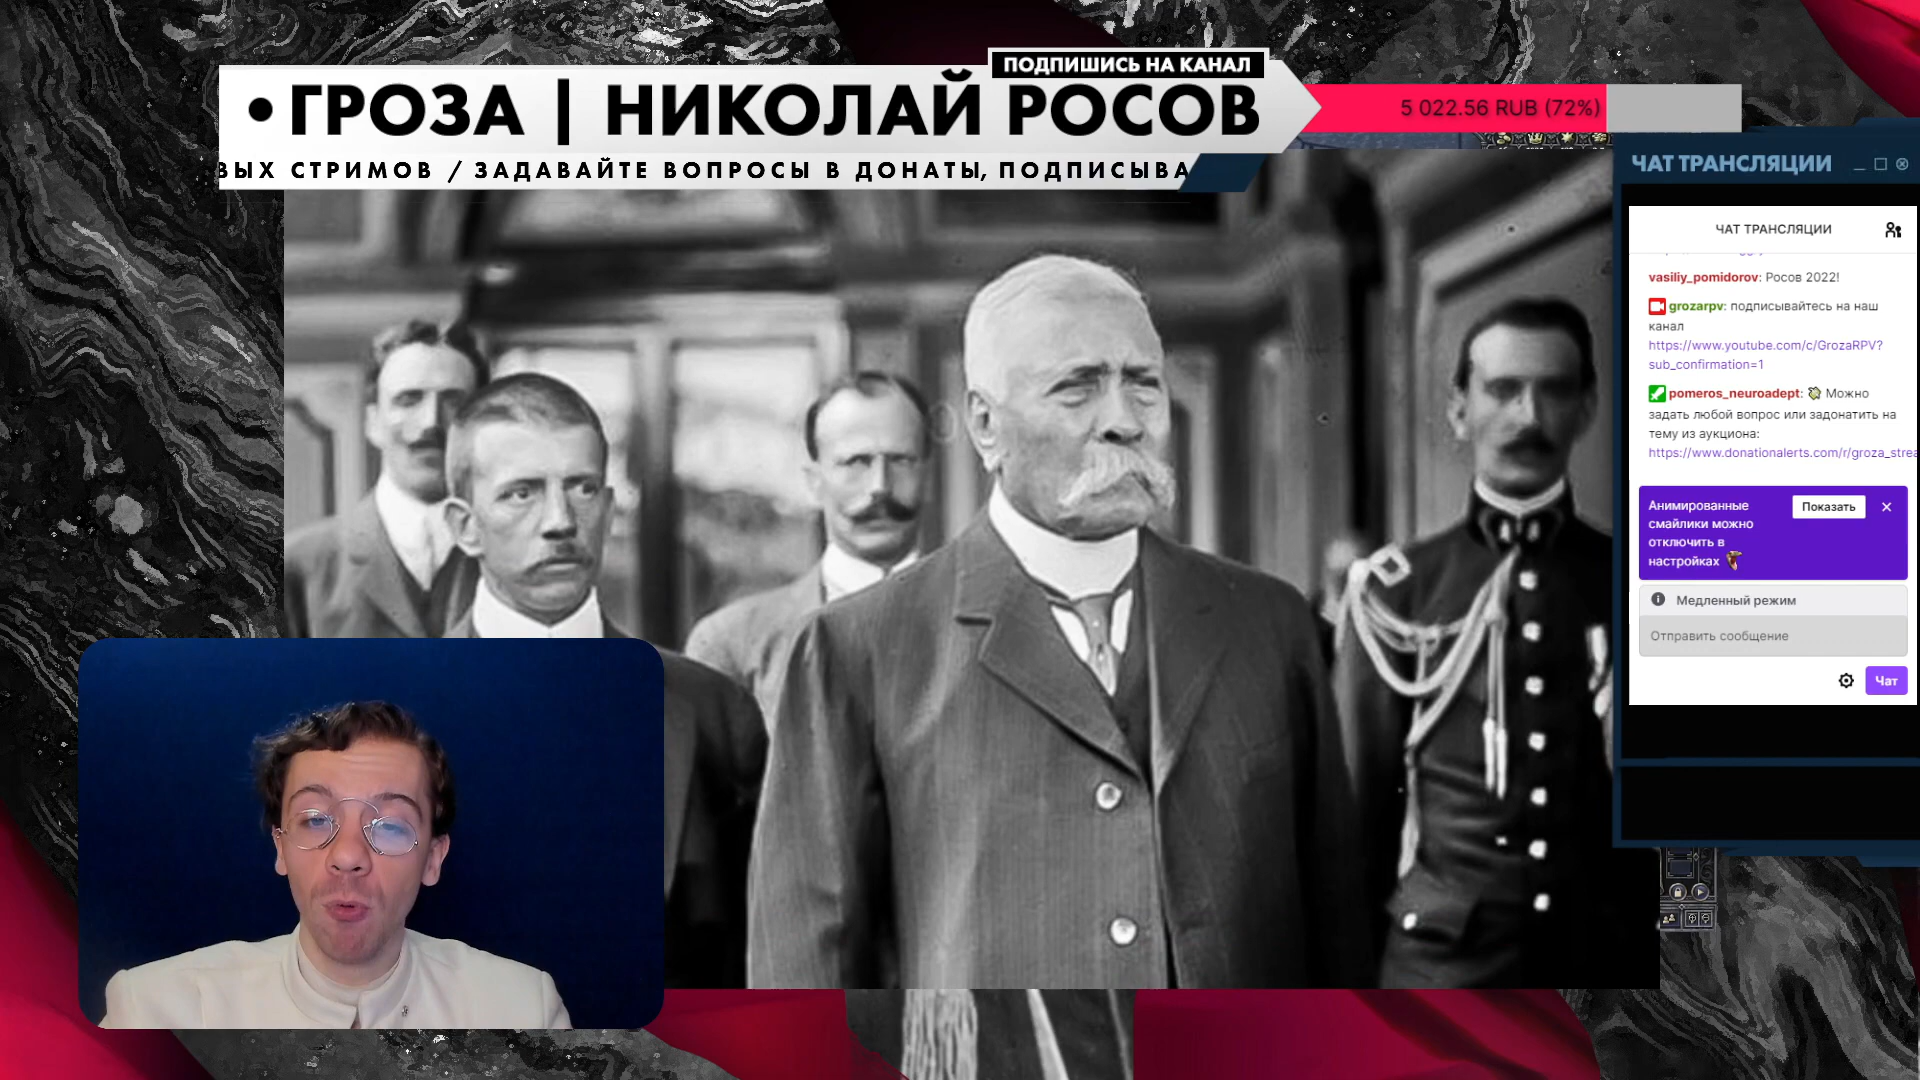 ПОДПИШИСЬ НА КАНАЛ
• ГРОЗА | НИКОЛАЙ РОСОВ
5 022.56 RUB (72%)
ВЫХ СТРИМОВ / ЗАДАВАЙТЕ ВОПРОСЫ В ДОНАТЫ, ПОДПИСЫВА
ЧАТ ТРАНСЛЯЦИИ
ЧАТ ТРАНСЛЯЦИИ
vasiliy_pomidorov: Росов 2022!
grozarpv: подписывайтесь на наш
канал
https://www.youtube.com/c/GrozaRPV?
sub_confirmation=1
pomeros_neuroadept: Можно
задать любой вопрос или задонатить на
тему из аукциона:
https://www.donationalerts.com/r/groza_strea
Анимированные
смайлики можно
отключить в
настройках
Показать
Медленный режим
Отправить сообщение
Чат